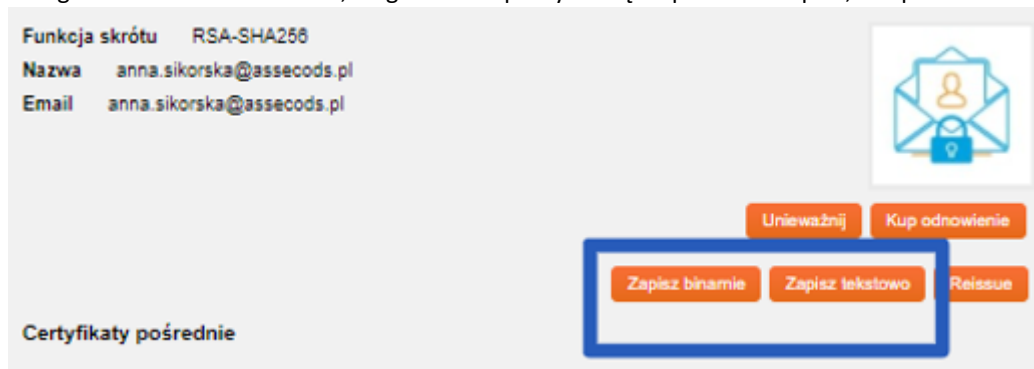 Funkcja skrótu RSA-SHA256
Nazwa anna.sikorska@assecods.pl
Email anna.sikorska@assecods.pl
Unieważnij Kup odnowienie
Zapisz binarnie Zapisz tekstowo Reissue
Certyfikaty pośrednie